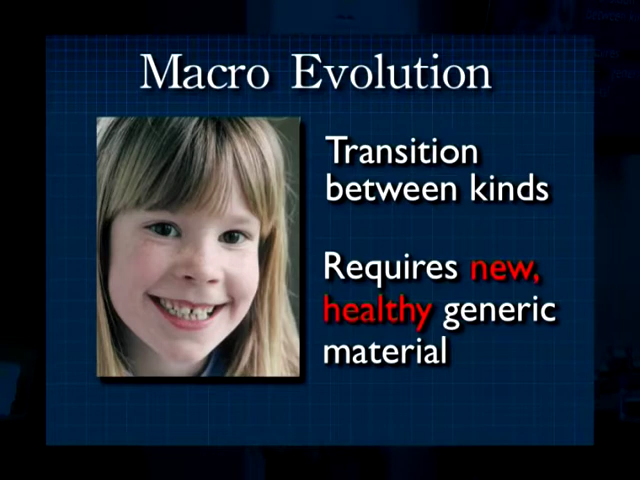 Macro Evolution
Transition
between kinds
Requires new,
healthy generic
material